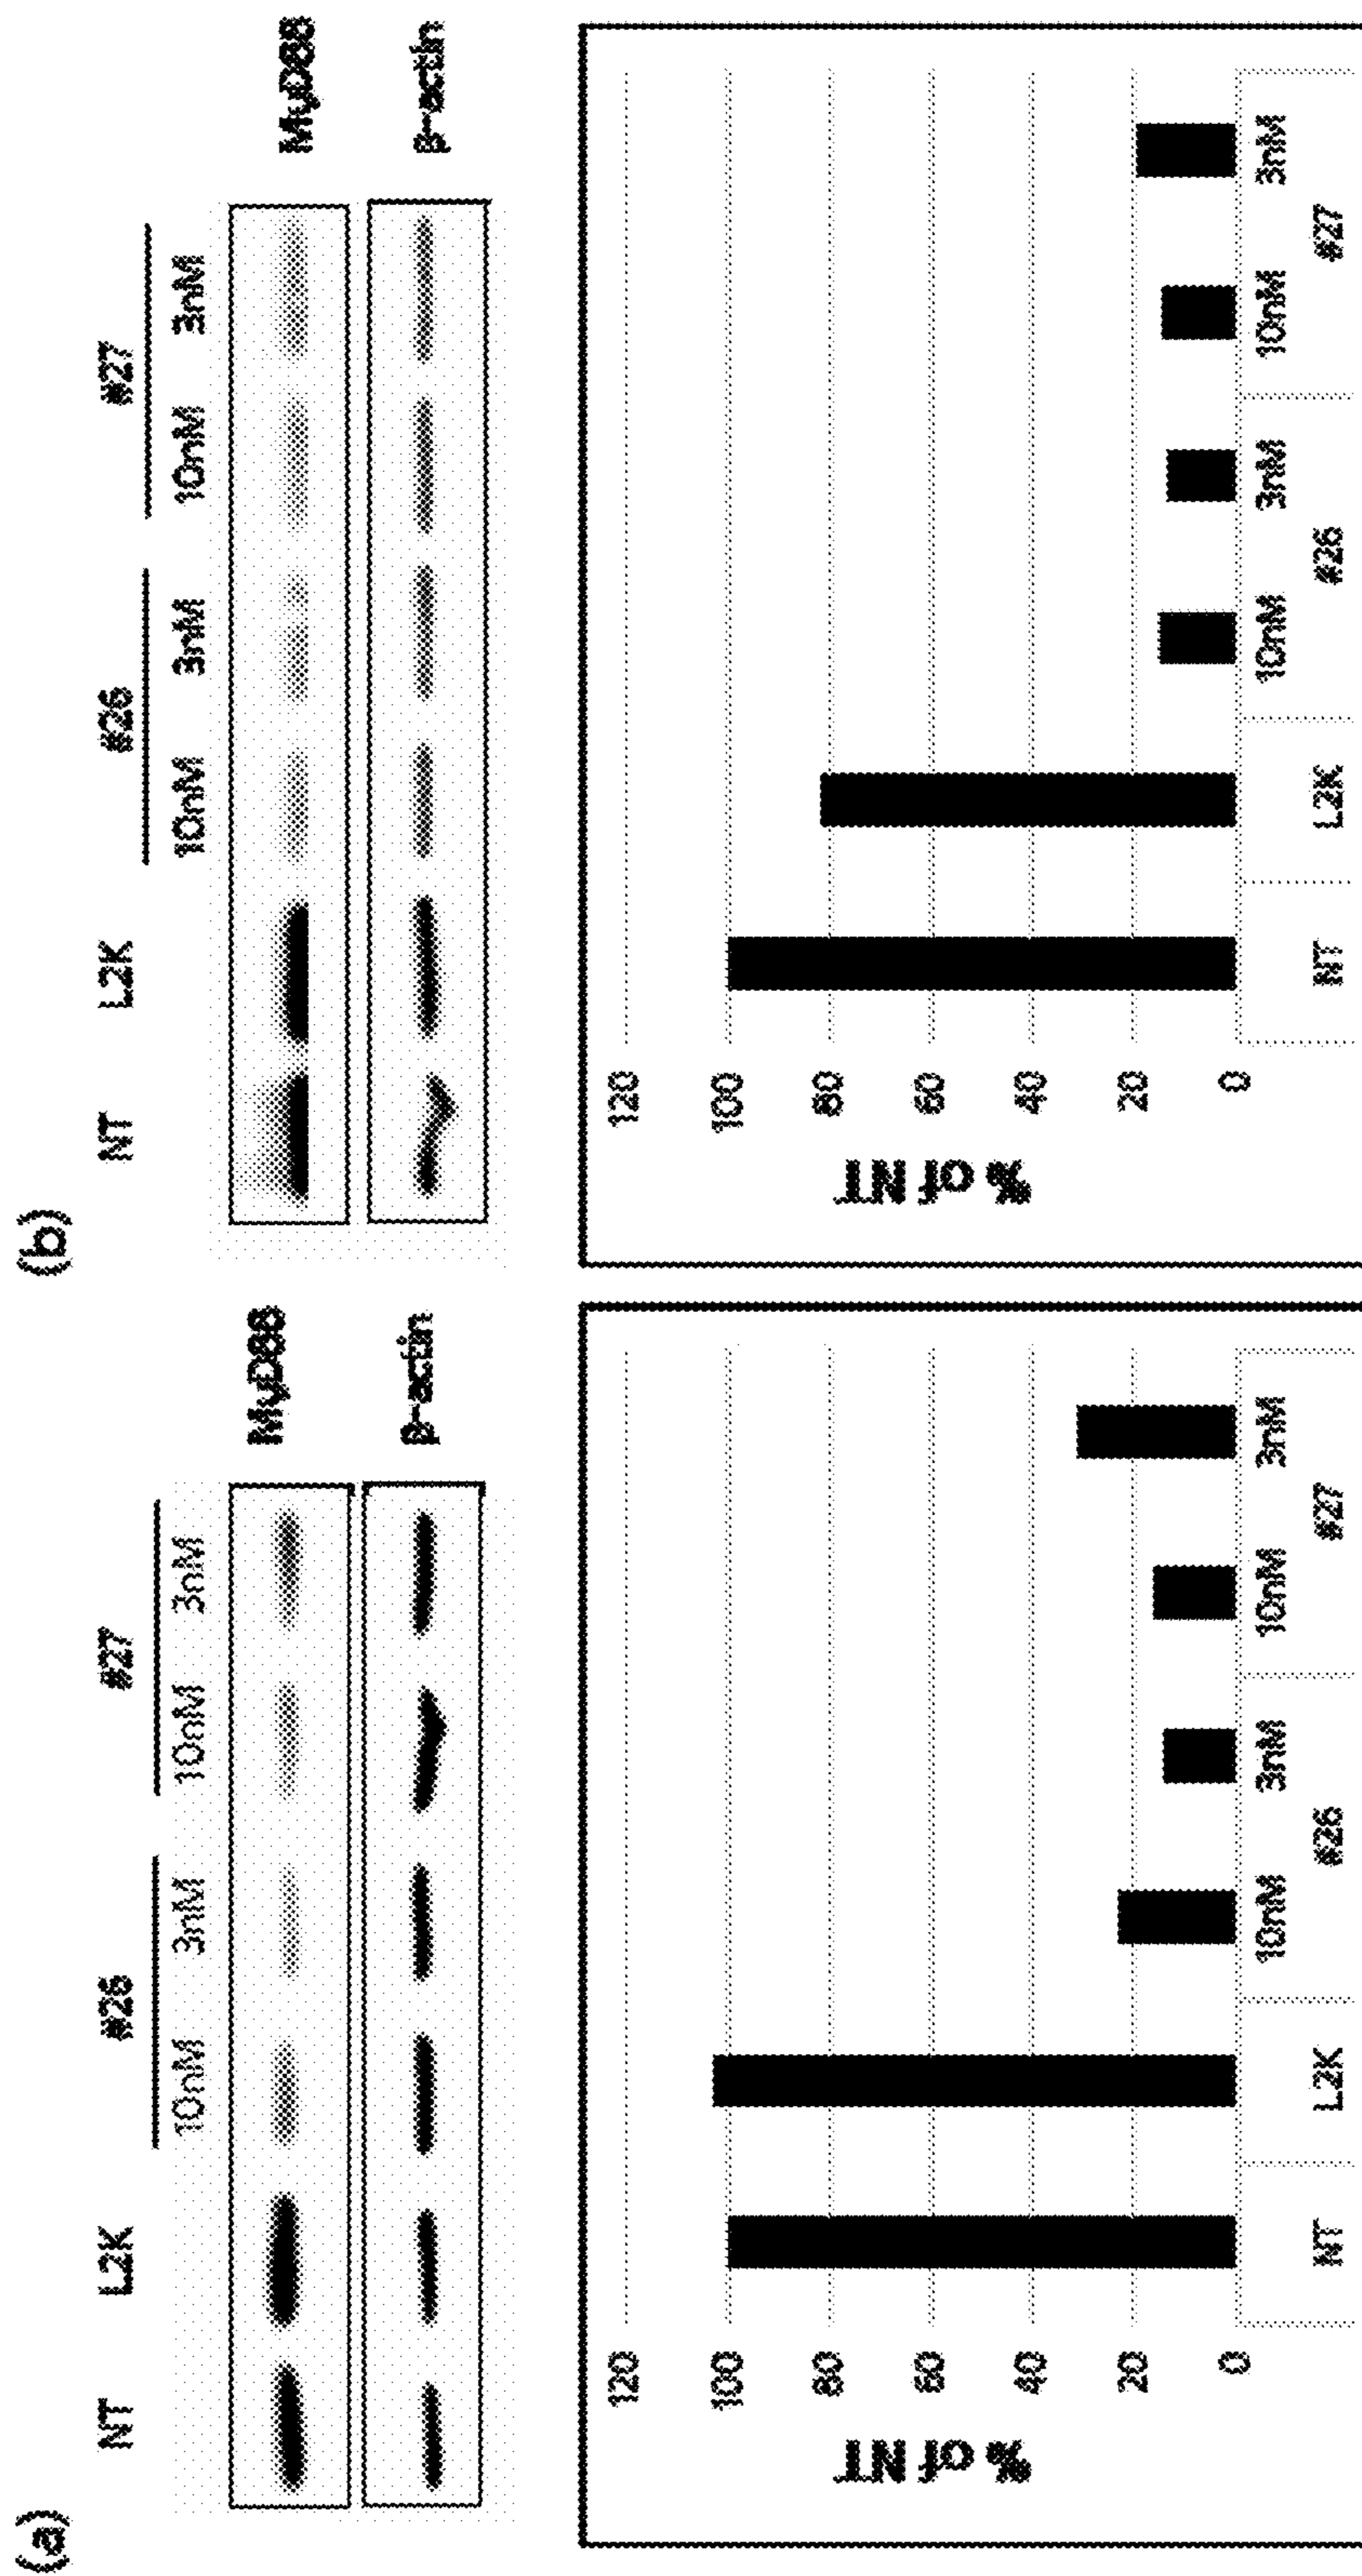 (a)
NT L2K #26 #27
10nM 3nM 10nM 3nM
MyD88
β-actin
120
100
80
60
40
20
0
% of NT
10nM 3nM 10nM 3nM
NT L2K #26 #27
(b)
NT L2K #26 #27
10nM 3nM 10nM 3nM
MyD88
β-actin
120
100
80
60
40
20
0
% of NT
10nM 3nM 10nM 3nM
NT L2K #26 #27